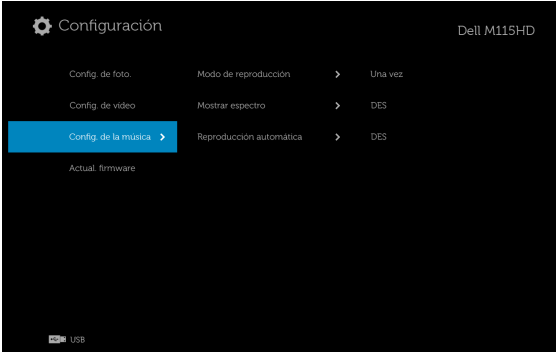 Configuración
Dell M115HD
Config. de foto. Modo de reproducción Una vez
Config. de vídeo Mostrar espectro DES
Config. de la música Reproducción automática DES
Actual. firmware
USB